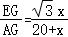 EG/AG = √3 x/20+x